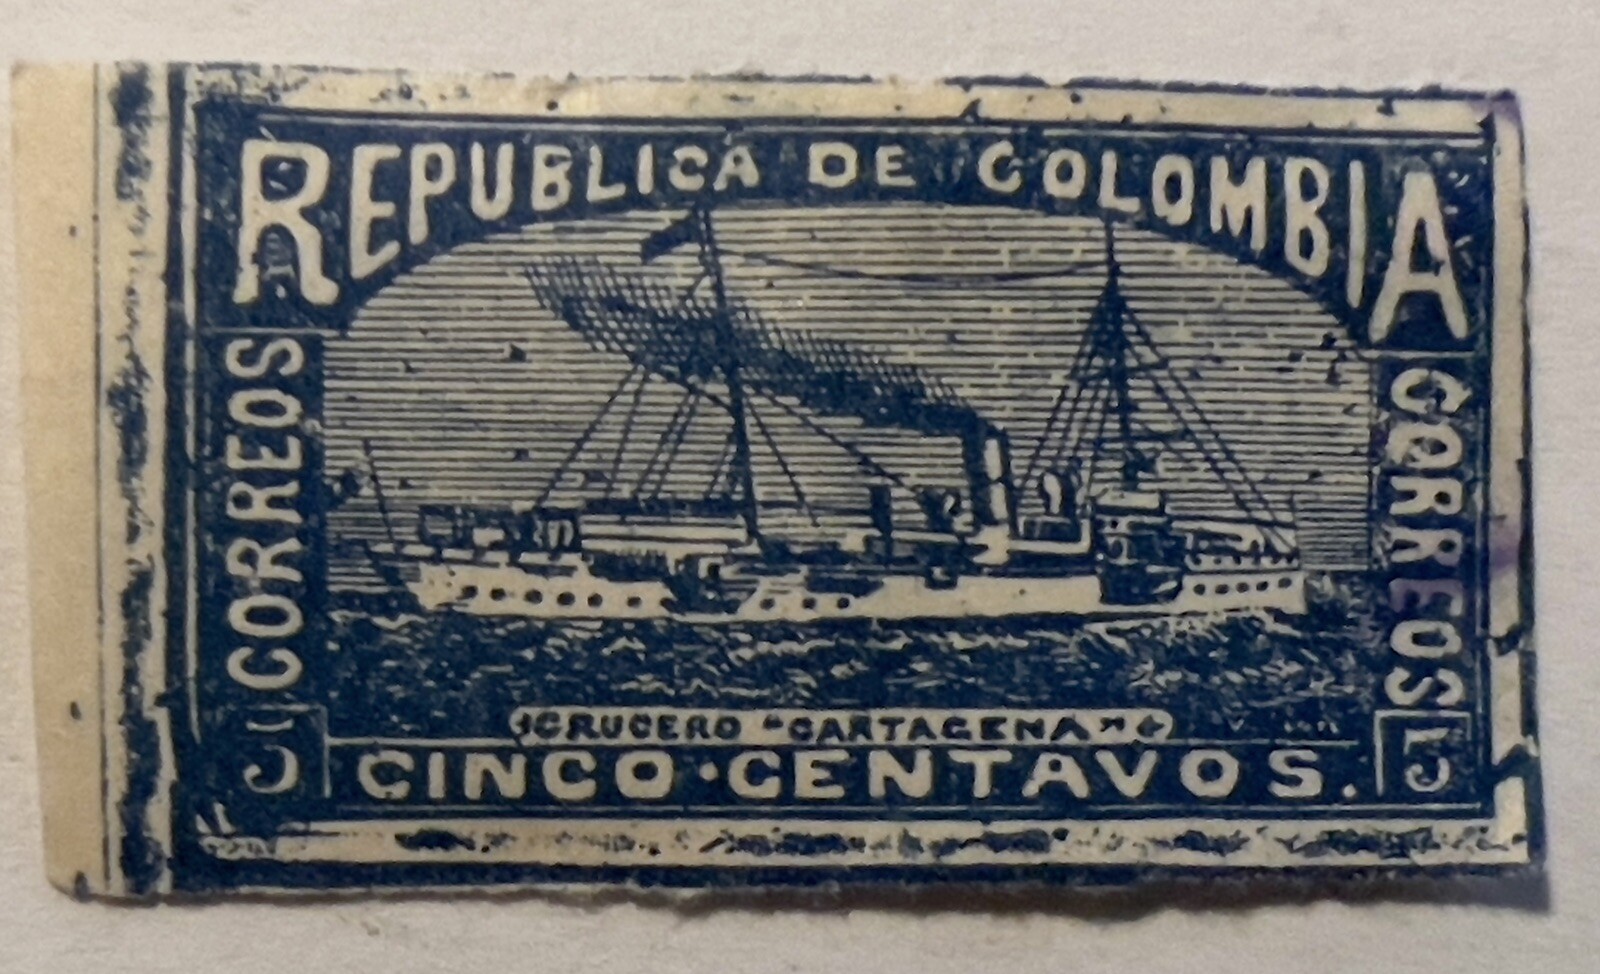 REPUBLICA DE COLOMBIA
CORREOS
CORREOS
CRUCERO "CARTAGENA"
5
CINCO·CENTAVOS.
5